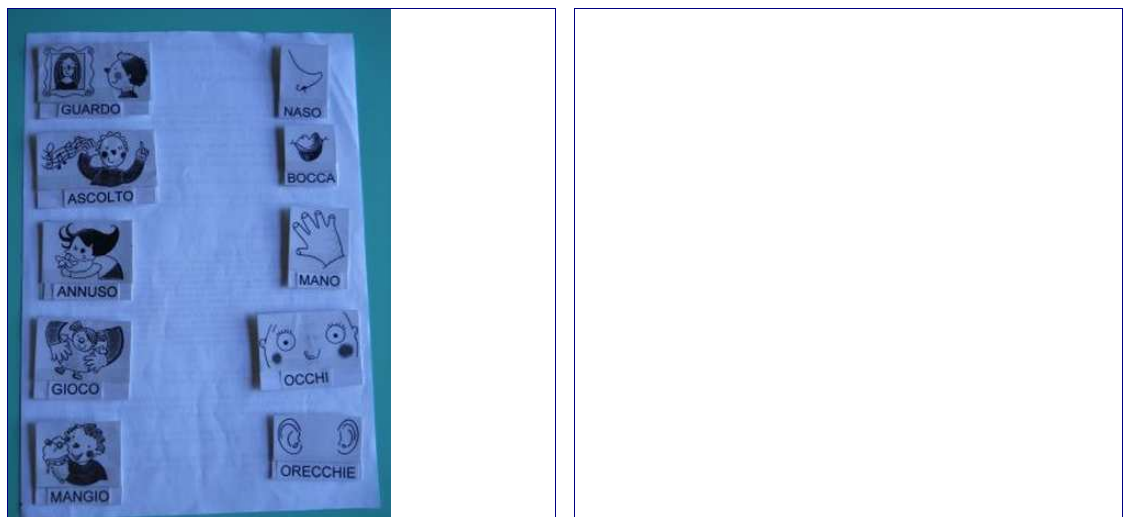 GUARDO
NASO
ASCOLTO
BOCCA
ANNUSO
MANO
GIOCO
OCCHI
MANGIO
ORECCHIE